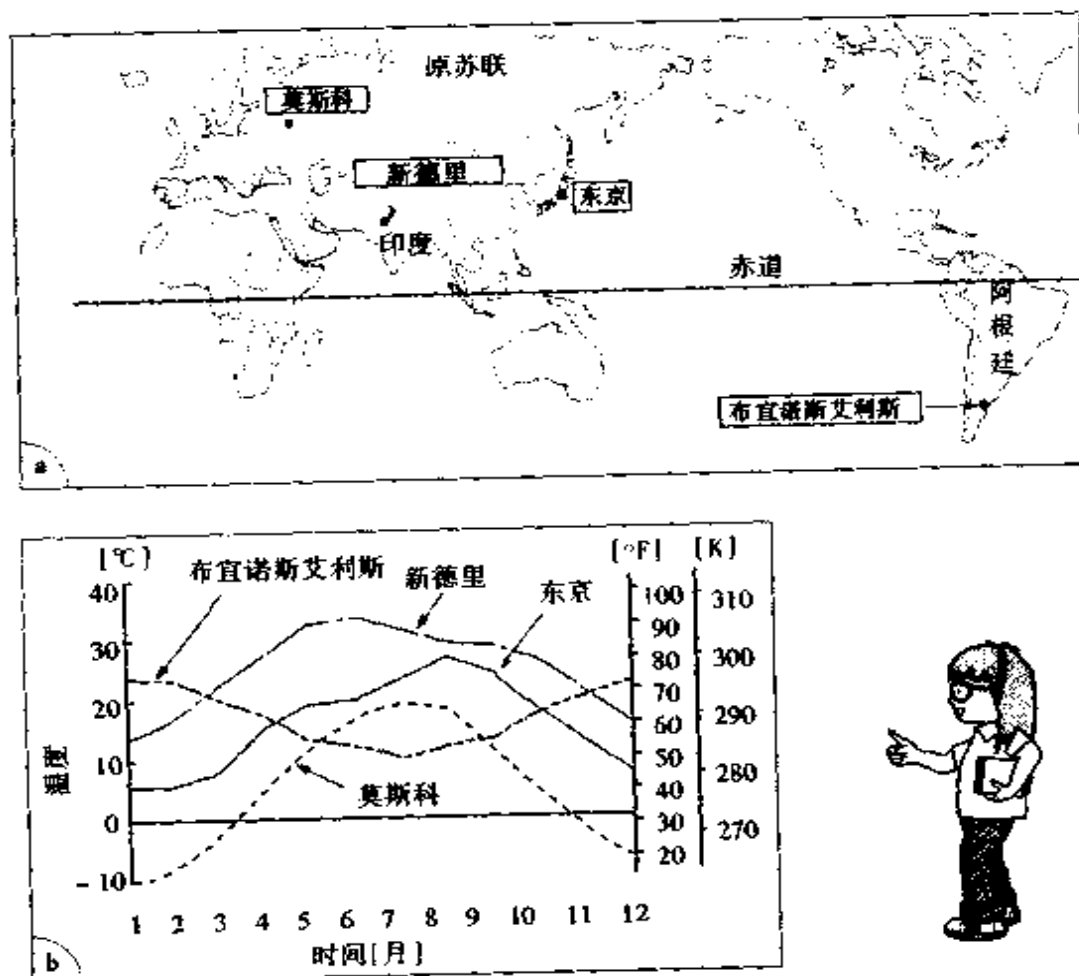 原苏联
莫斯科
新德里
东京
印度
赤道
阿根廷
布宜诺斯艾利斯
a
[℃]
布宜诺斯艾利斯
新德里
东京
[°F]
[K]
40
30
20
10
0
-10
温度
莫斯科
100
90
80
70
60
50
40
30
20
310
300
290
280
270
1 2 3 4 5 6 7 8 9 10 11 12
时间[月]
b